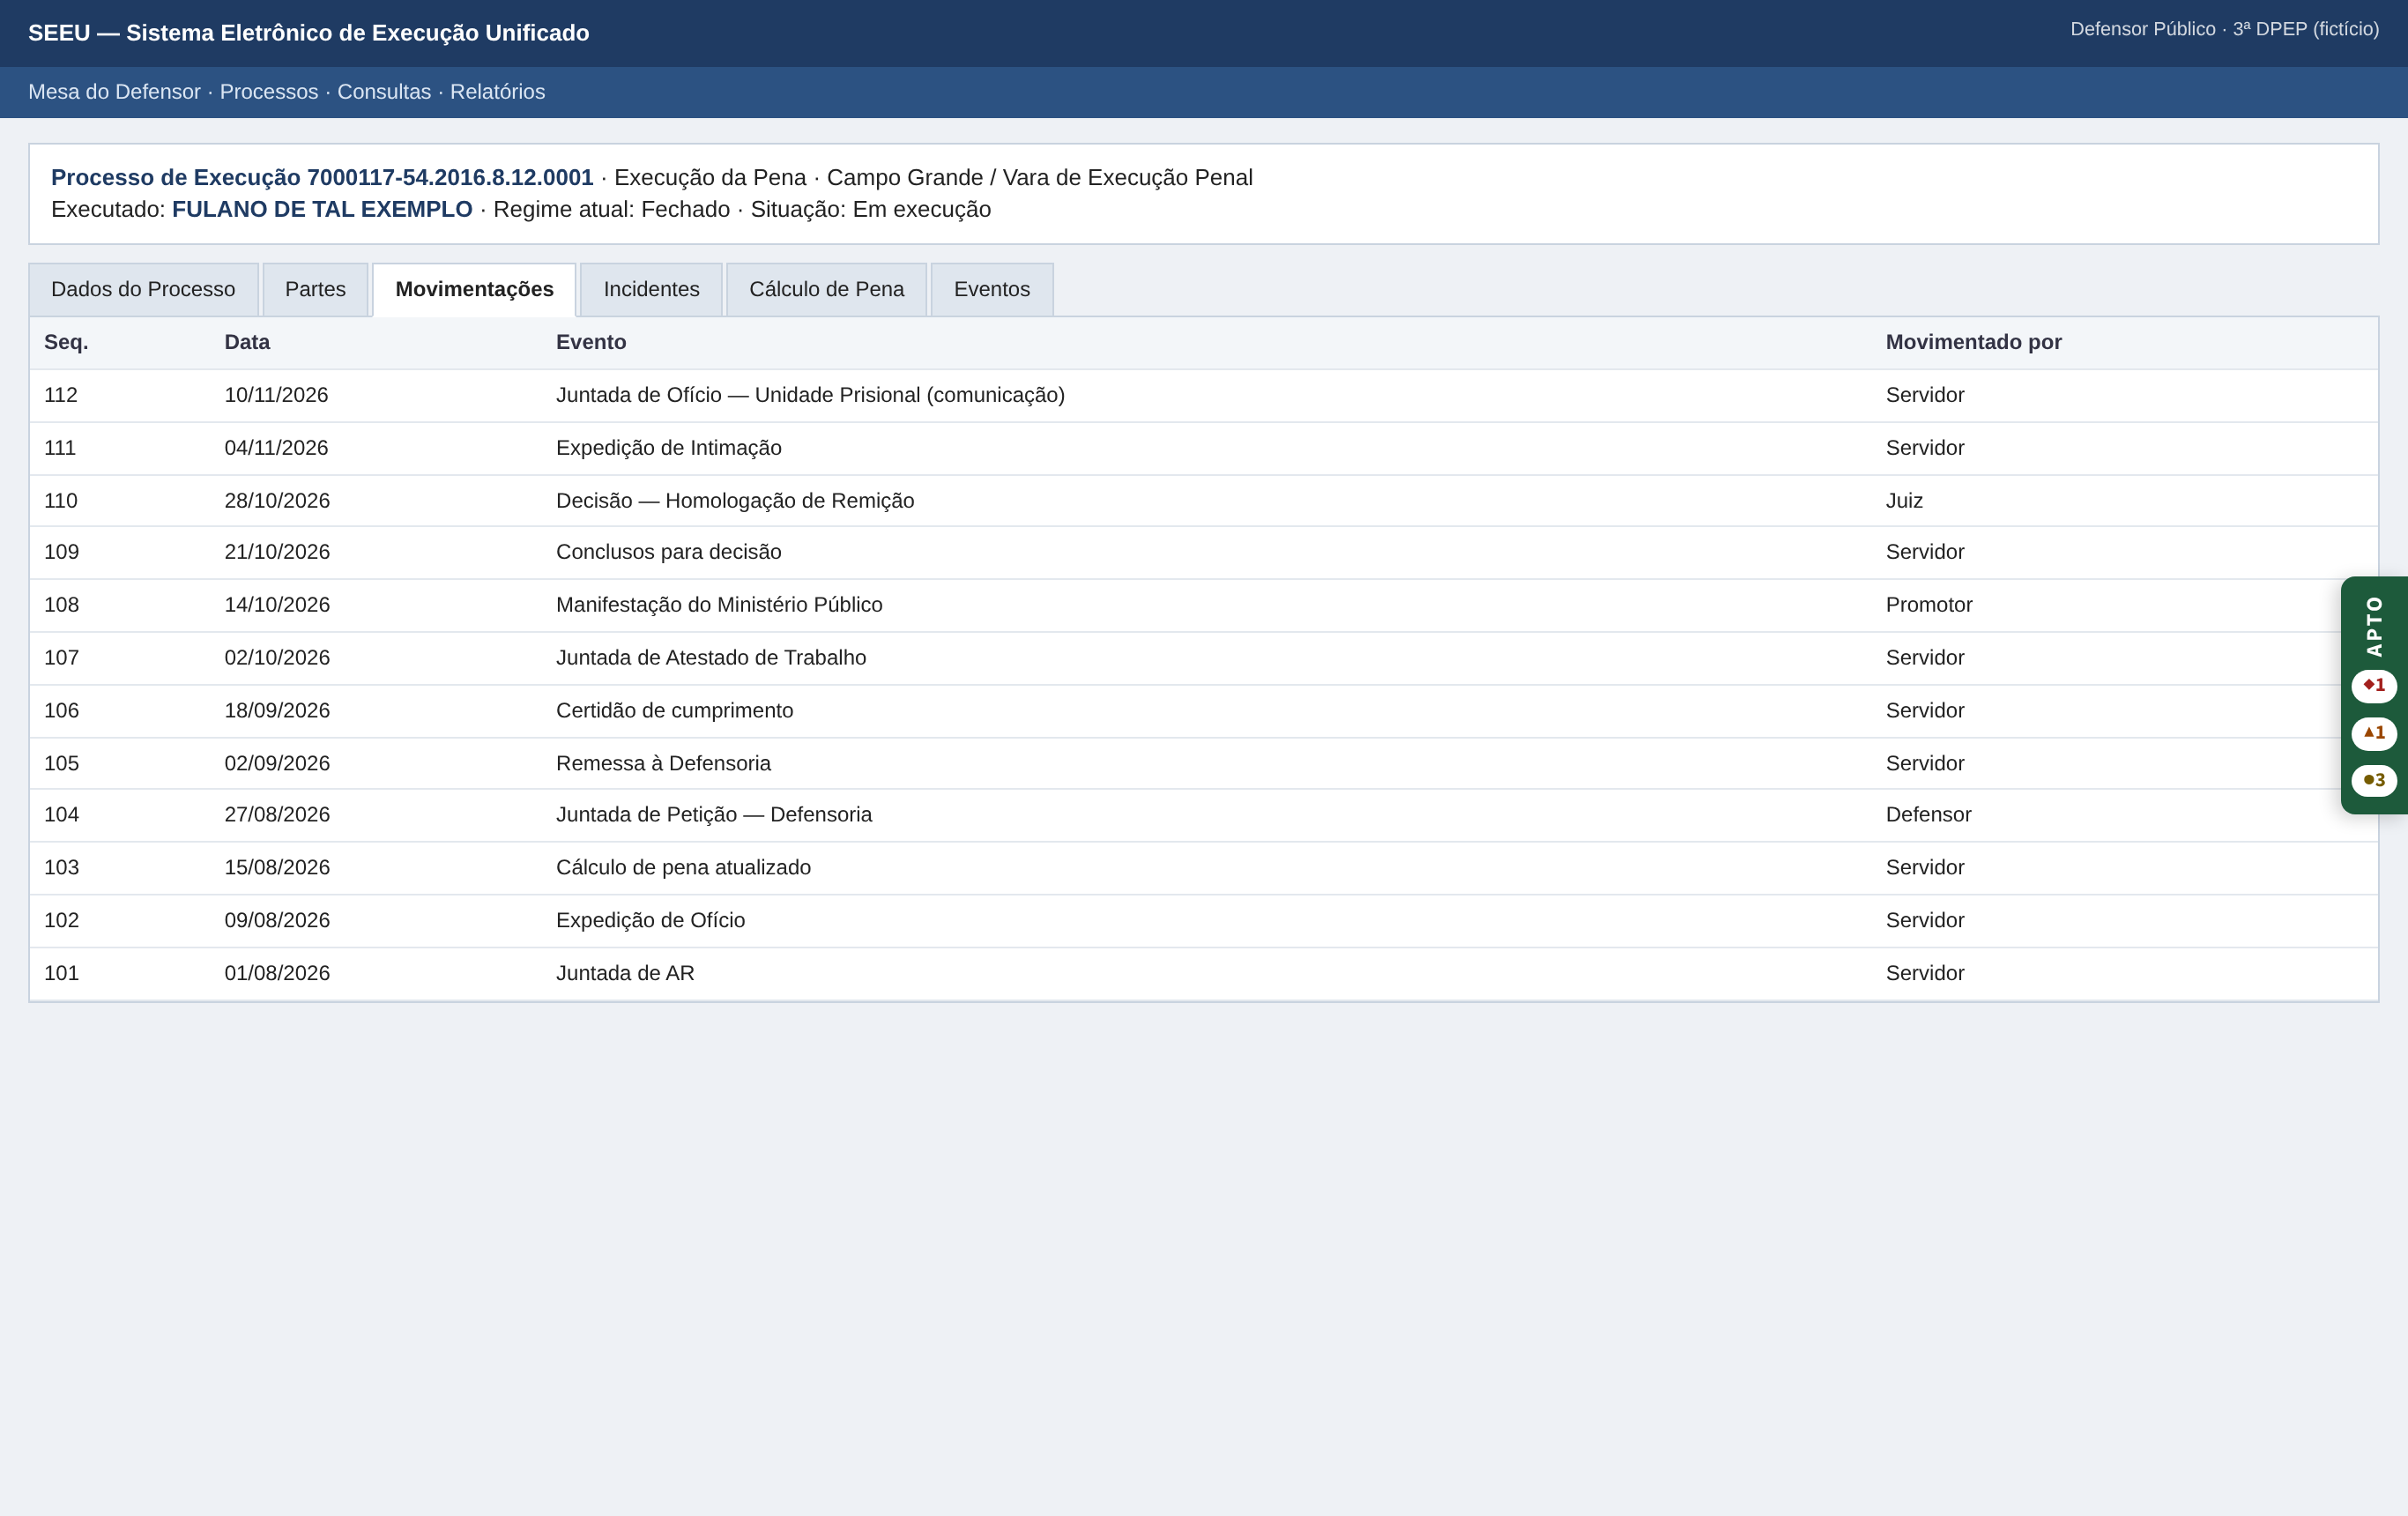 SEEU — Sistema Eletrônico de Execução Unificado
Defensor Público · 3ª DPEP (fictício)
Mesa do Defensor · Processos · Consultas · Relatórios
Processo de Execução 7000117-54.2016.8.12.0001 · Execução da Pena · Campo Grande / Vara de Execução Penal
Executado: FULANO DE TAL EXEMPLO · Regime atual: Fechado · Situação: Em execução
Dados do Processo Partes Movimentações Incidentes Cálculo de Pena Eventos
Seq. Data Evento Movimentado por
112 10/11/2026 Juntada de Ofício — Unidade Prisional (comunicação) Servidor
111 04/11/2026 Expedição de Intimação Servidor
110 28/10/2026 Decisão — Homologação de Remição Juiz
109 21/10/2026 Conclusos para decisão Servidor
108 14/10/2026 Manifestação do Ministério Público Promotor
107 02/10/2026 Juntada de Atestado de Trabalho Servidor
106 18/09/2026 Certidão de cumprimento Servidor
105 02/09/2026 Remessa à Defensoria Servidor
104 27/08/2026 Juntada de Petição — Defensoria Defensor
103 15/08/2026 Cálculo de pena atualizado Servidor
102 09/08/2026 Expedição de Ofício Servidor
101 01/08/2026 Juntada de AR Servidor
APTO
◆1
▲1
●3